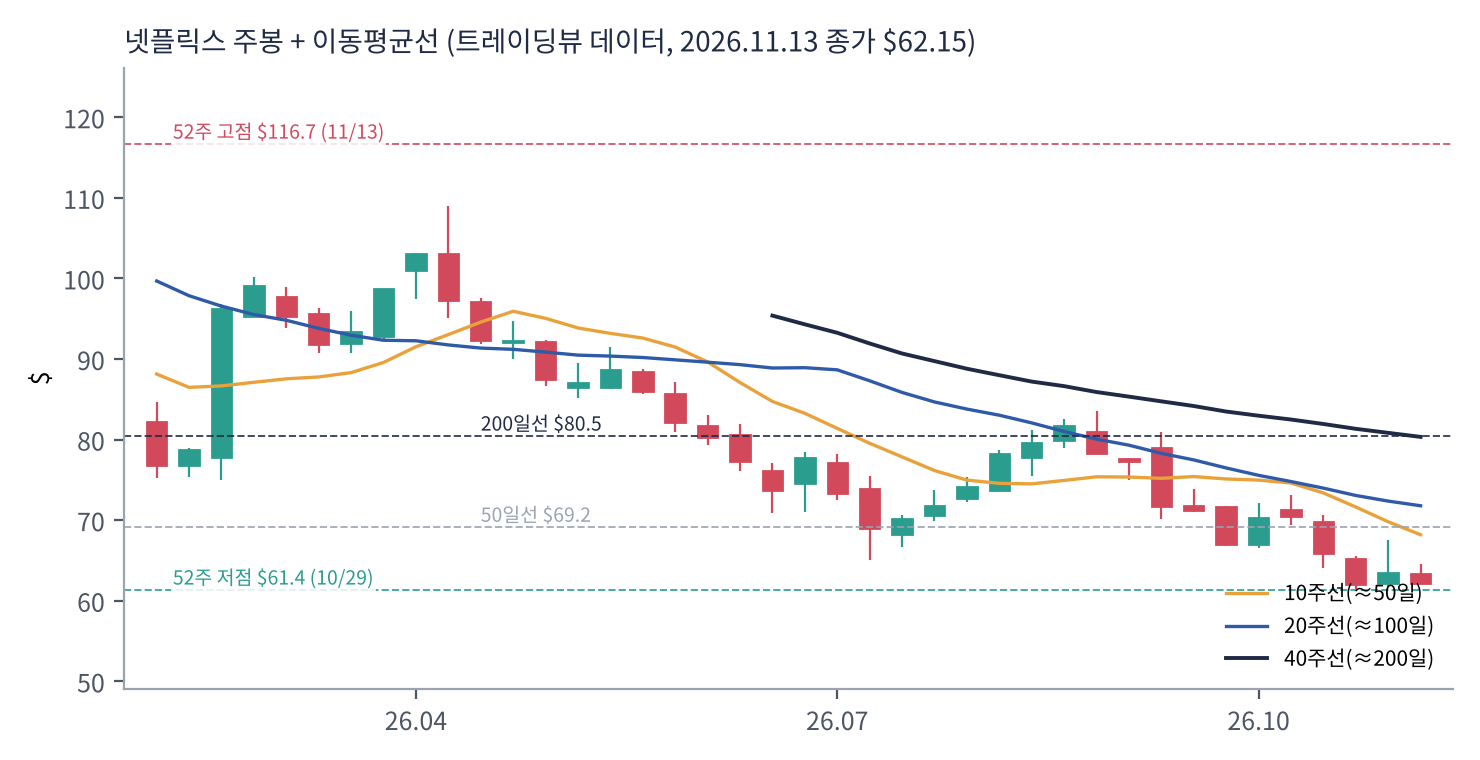 넷플릭스 주봉 + 이동평균선 (트레이딩뷰 데이터, 2026.11.13 종가 $62.15)
120
52주 고점 $116.7 (11/13)
110
100
90
$
200일선 $80.5
80
50일선 $69.2
70
52주 저점 $61.4 (10/29)
60
10주선(≈50일)
20주선(≈100일)
40주선(≈200일)
50
26.04
26.07
26.10